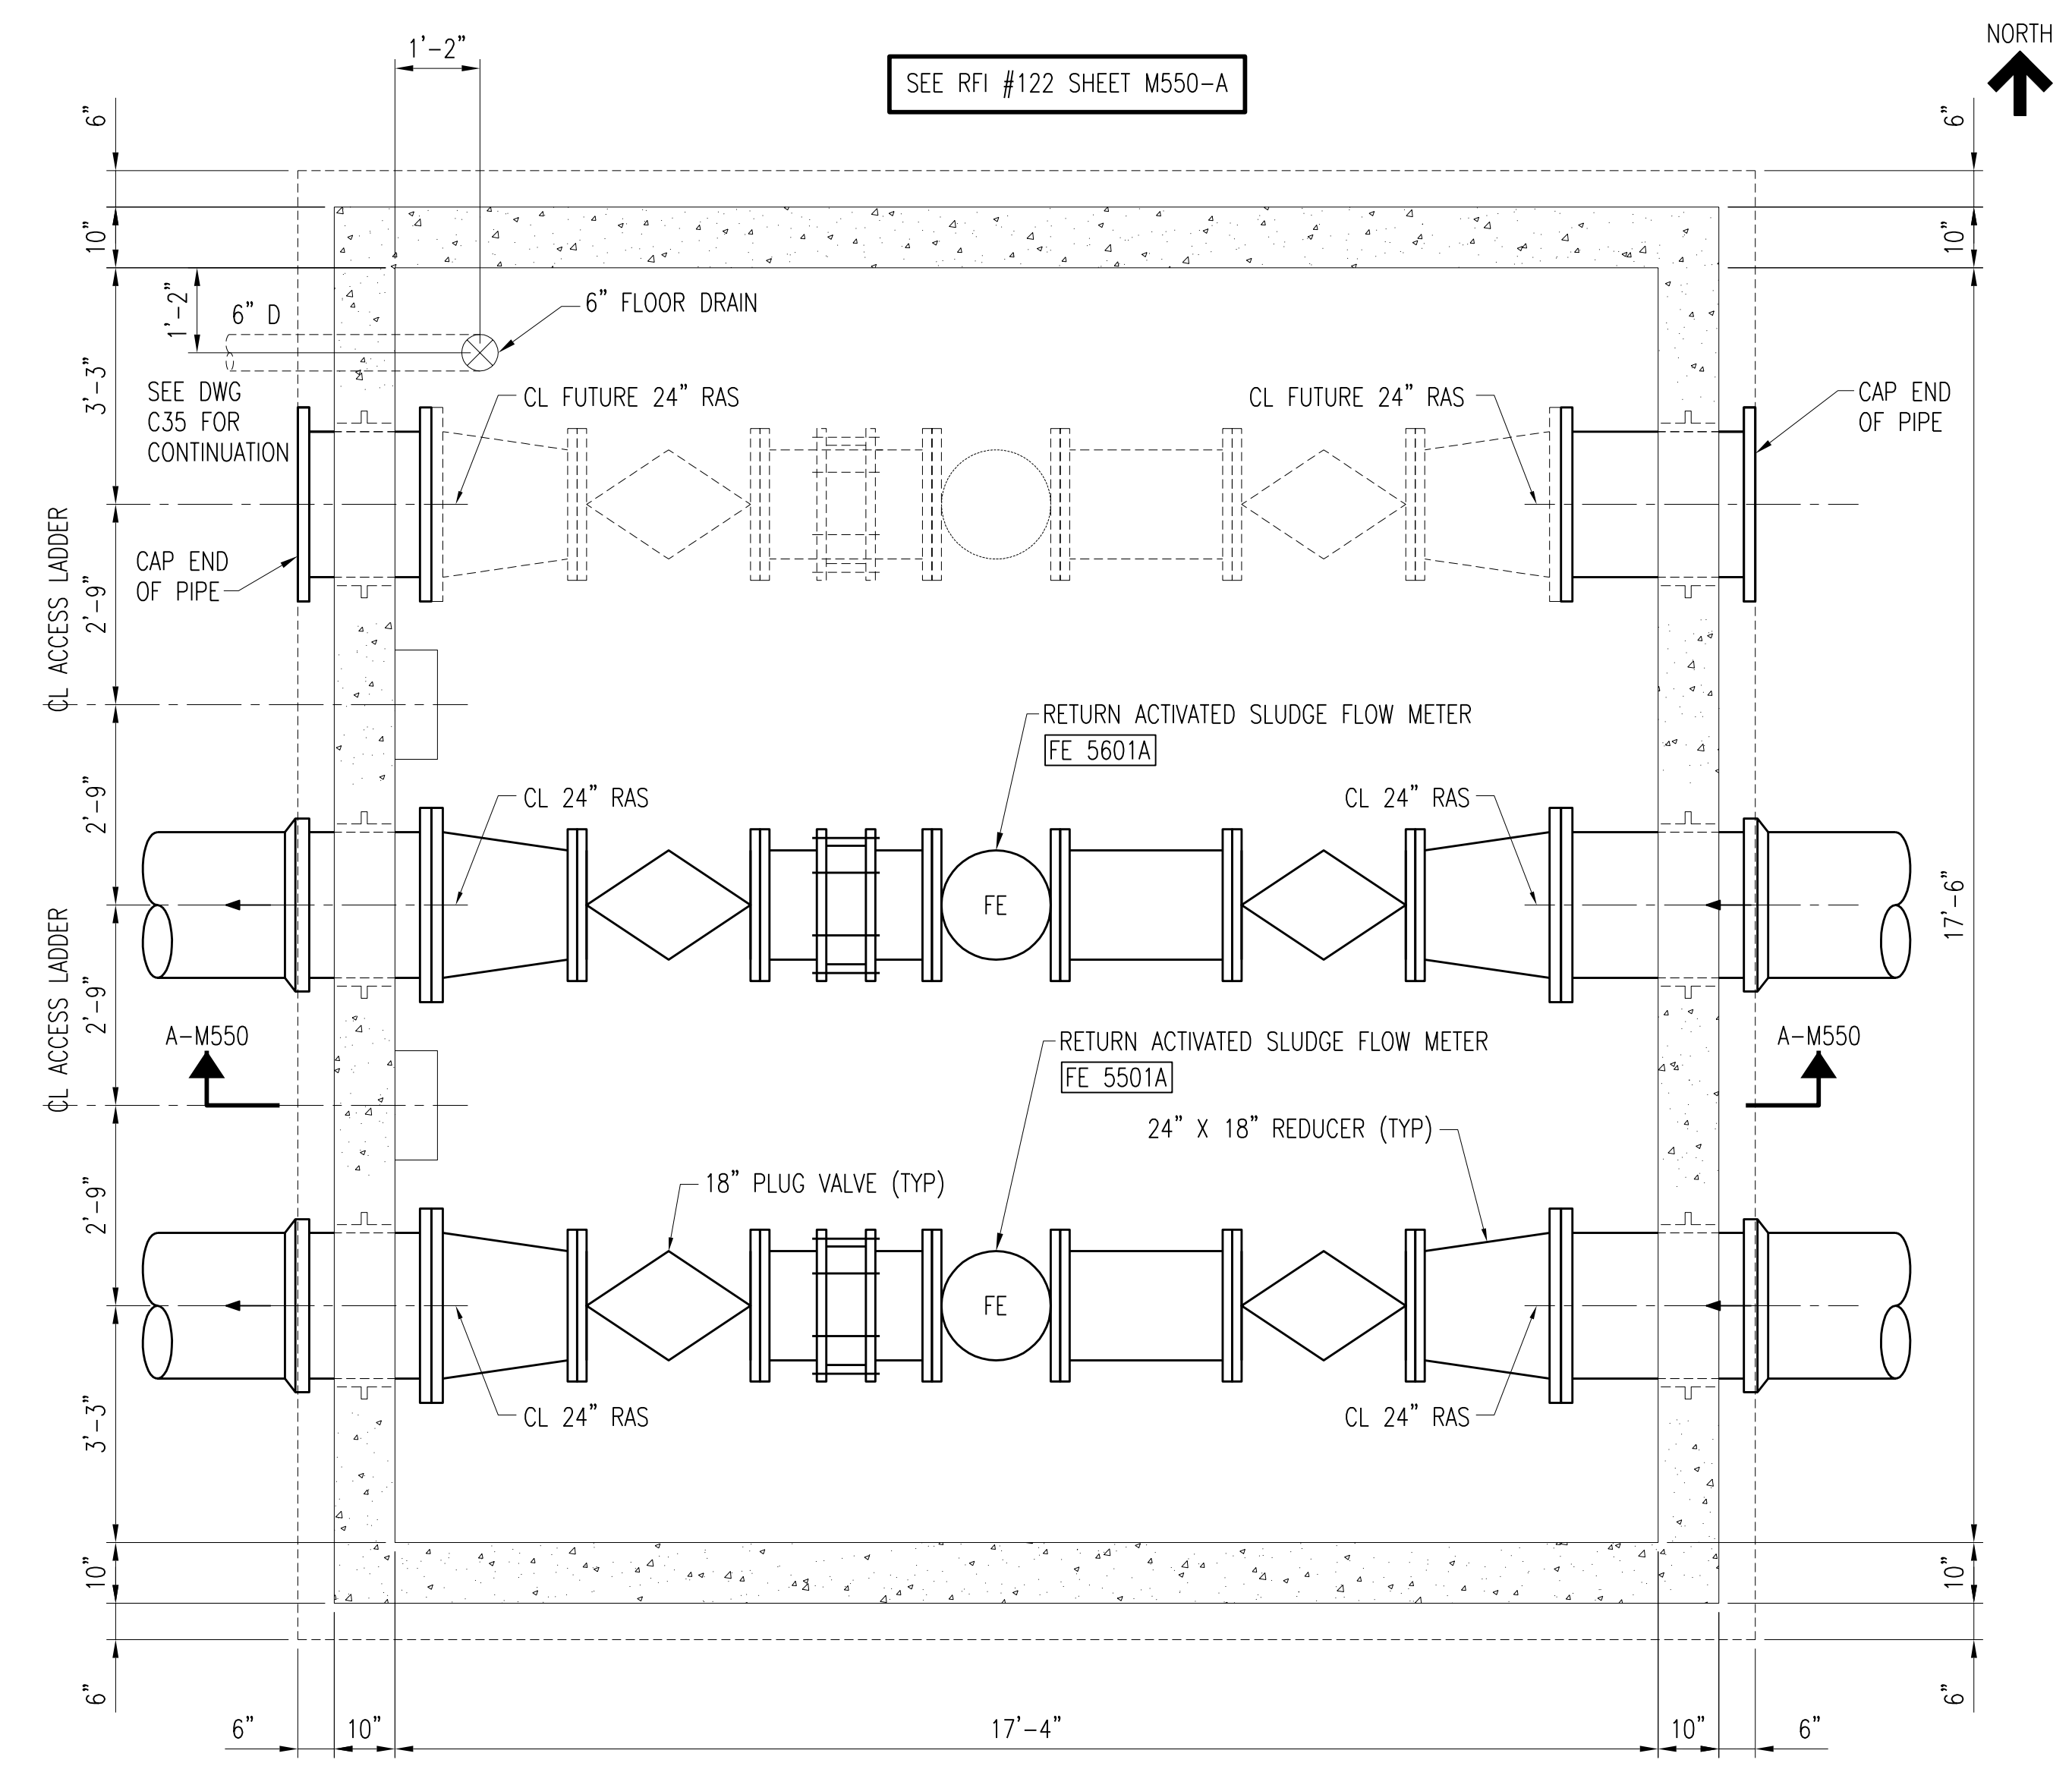 NORTH
1'-2"
SEE RFI #122 SHEET M550-A
6"
6"
10"
10"
1'-2"
6" D
6" FLOOR DRAIN
3'-3"
SEE DWG
C35 FOR
CONTINUATION
CL FUTURE 24" RAS
CL FUTURE 24" RAS
CAP END
OF PIPE
CL ACCESS LADDER
CAP END
OF PIPE
2'-9"
RETURN ACTIVATED SLUDGE FLOW METER
FE 5601A
2'-9"
CL 24" RAS
CL 24" RAS
FE
17'-6"
CL ACCESS LADDER
2'-9"
A-M550
A-M550
RETURN ACTIVATED SLUDGE FLOW METER
FE 5501A
24" X 18" REDUCER (TYP)
2'-9"
18" PLUG VALVE (TYP)
FE
3'-3"
CL 24" RAS
CL 24" RAS
10"
10"
6"
6"
6"
10"
17'-4"
10"
6"